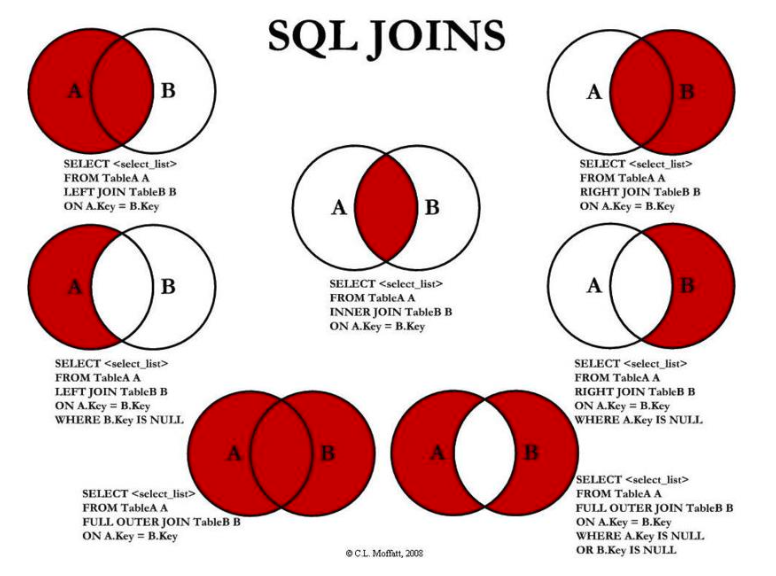 SQL JOINS
A B
SELECT <select_list>
FROM TableA A
LEFT JOIN TableB B
ON A.Key = B.Key
A B
SELECT <select_list>
FROM TableA A
RIGHT JOIN TableB B
ON A.Key = B.Key
A B
SELECT <select_list>
FROM TableA A
INNER JOIN TableB B
ON A.Key = B.Key
A B
SELECT <select_list>
FROM TableA A
LEFT JOIN TableB B
ON A.Key = B.Key
WHERE B.Key IS NULL
A B
SELECT <select_list>
FROM TableA A
RIGHT JOIN TableB B
ON A.Key = B.Key
WHERE A.Key IS NULL
A B
SELECT <select_list>
FROM TableA A
FULL OUTER JOIN TableB B
ON A.Key = B.Key
A B
SELECT <select_list>
FROM TableA A
FULL OUTER JOIN TableB B
ON A.Key = B.Key
WHERE A.Key IS NULL
OR B.Key IS NULL
© C.L. Moffatt, 2008